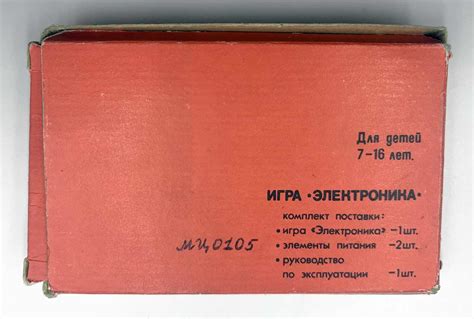 Для детей
7-16 лет.
ИГРА •ЭЛЕКТРОНИКА•
комплект поставки:
• игра «Электроника» -1шт.
• элементы питания -2шт.
• руководство
по эксплуатации -1шт.
МЦ0105